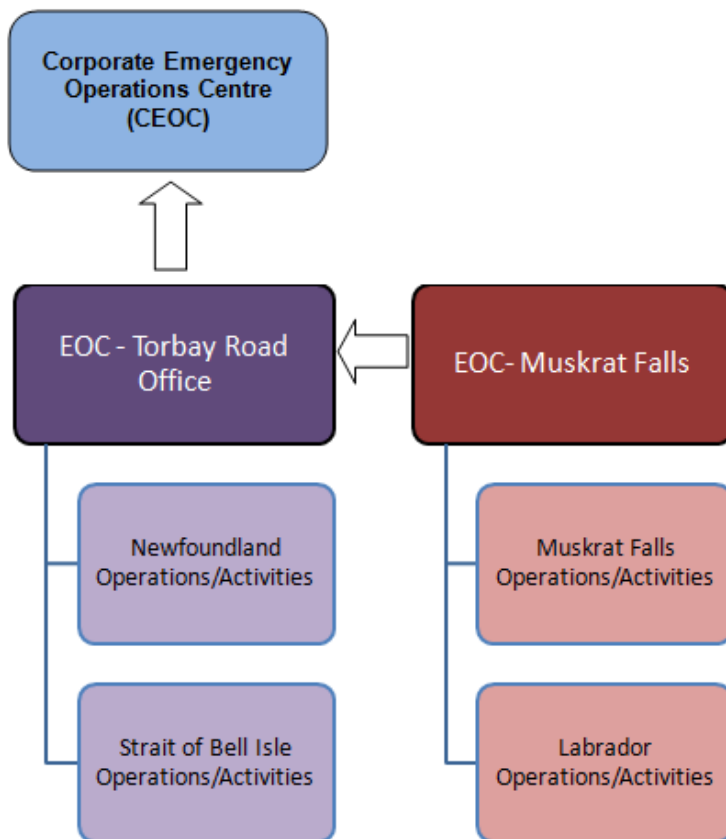 Corporate Emergency
Operations Centre
(CEOC)
EOC - Torbay Road
Office
EOC- Muskrat Falls
Newfoundland
Operations/Activities
Muskrat Falls
Operations/Activities
Strait of Bell Isle
Operations/Activities
Labrador
Operations/Activities